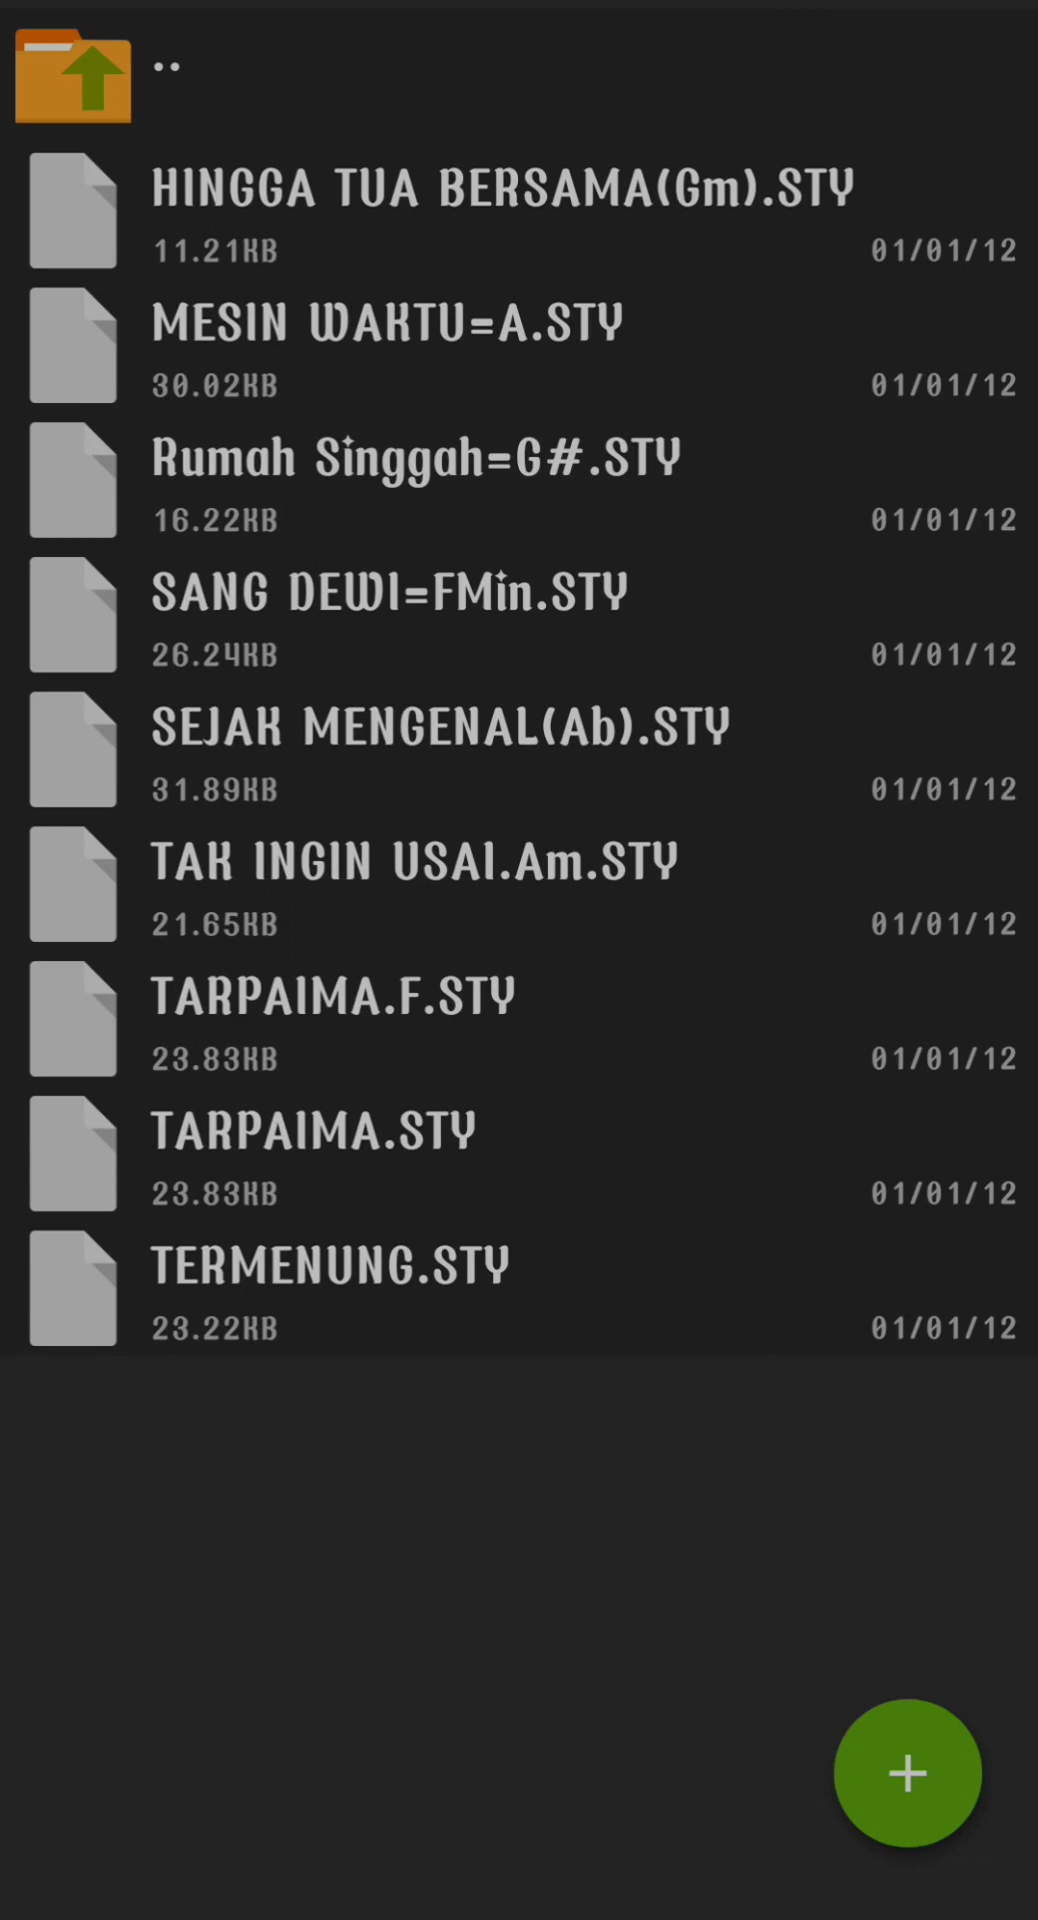 ..
HINGGA TUA BERSAMA(Gm).STY
11.21KB 01/01/12
MESIN WAKTU=A.STY
30.02KB 01/01/12
Rumah Singgah=G#.STY
16.22KB 01/01/12
SANG DEWI=FMin.STY
26.24KB 01/01/12
SEJAK MENGENAL(Ab).STY
31.89KB 01/01/12
TAK INGIN USAI.Am.STY
21.65KB 01/01/12
TARPAIMA.F.STY
23.83KB 01/01/12
TARPAIMA.STY
23.83KB 01/01/12
TERMENUNG.STY
23.22KB 01/01/12